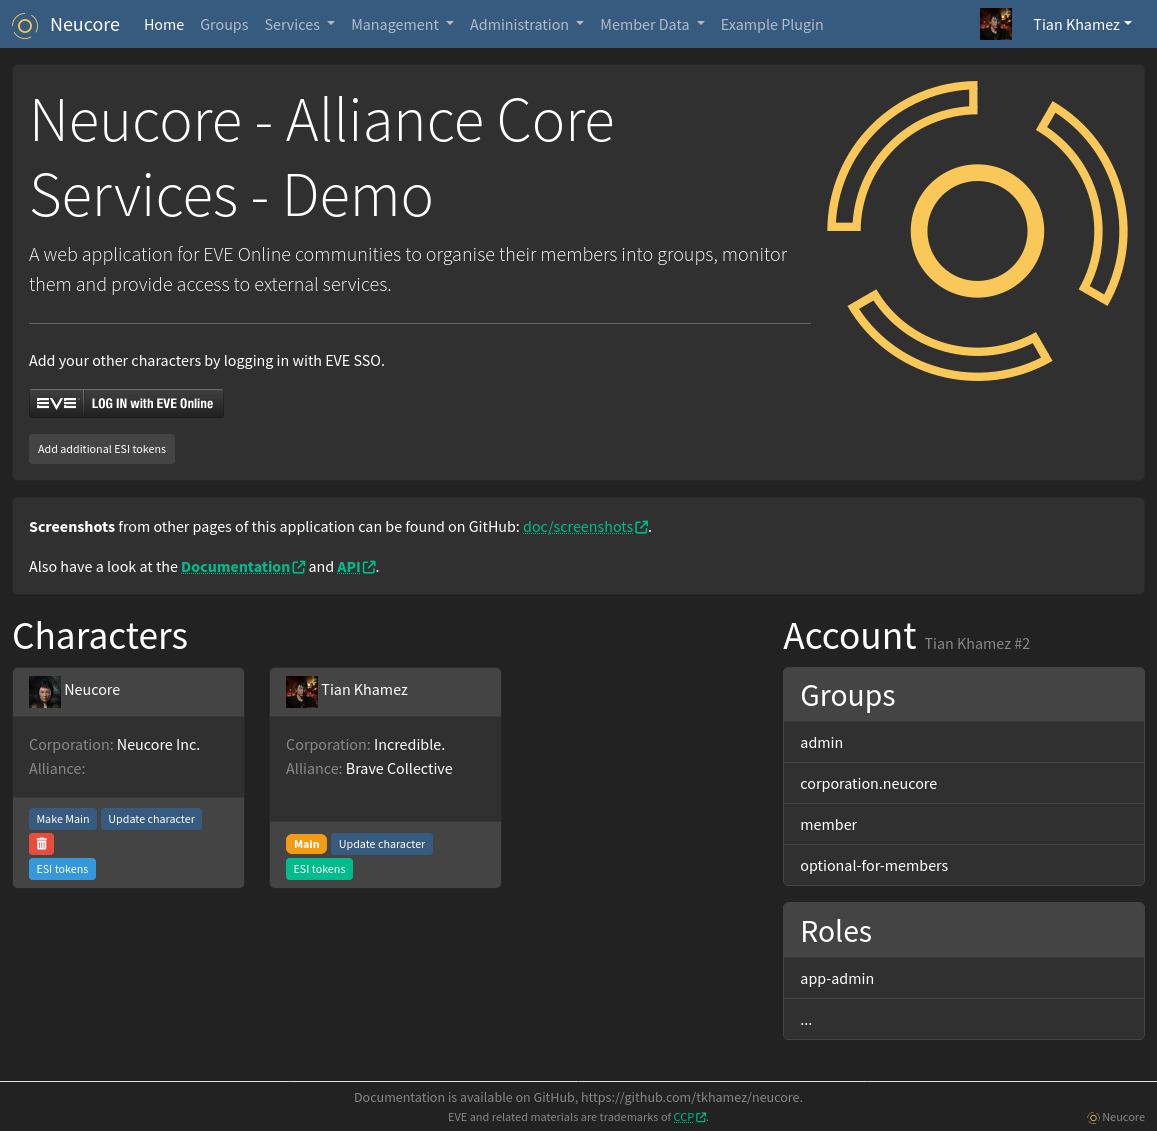 Neucore Home Groups Services Management Administration Member Data Example Plugin Tian Khamez
Neucore - Alliance Core
Services - Demo
A web application for EVE Online communities to organise their members into groups, monitor
them and provide access to external services.
Add your other characters by logging in with EVE SSO.
EVE LOG IN with EVE Online
Add additional ESI tokens
Screenshots from other pages of this application can be found on GitHub: doc/screenshots.
Also have a look at the Documentation and API.
Characters
Neucore
Corporation: Neucore Inc.
Alliance:
Make Main Update character
ESI tokens
Tian Khamez
Corporation: Incredible.
Alliance: Brave Collective
Main Update character
ESI tokens
Account Tian Khamez #2
Groups
admin
corporation.neucore
member
optional-for-members
Roles
app-admin
...
Documentation is available on GitHub, https://github.com/tkhamez/neucore.
EVE and related materials are trademarks of CCP.
Neucore